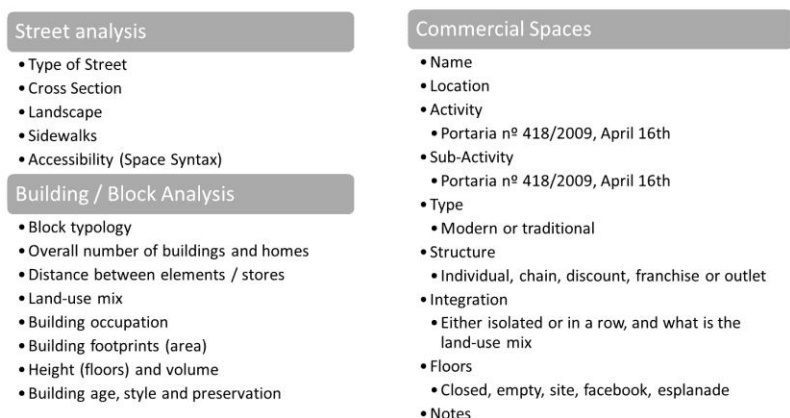 Street analysis
• Type of Street
• Cross Section
• Landscape
• Sidewalks
• Accessibility (Space Syntax)
Building / Block Analysis
• Block typology
• Overall number of buildings and homes
• Distance between elements / stores
• Land-use mix
• Building occupation
• Building footprints (area)
• Height (floors) and volume
• Building age, style and preservation
Commercial Spaces
• Name
• Location
• Activity
• Portaria nº 418/2009, April 16th
• Sub-Activity
• Portaria nº 418/2009, April 16th
• Type
• Modern or traditional
• Structure
• Individual, chain, discount, franchise or outlet
• Integration
• Either isolated or in a row, and what is the
land-use mix
• Floors
• Closed, empty, site, facebook, esplanade
• Notes